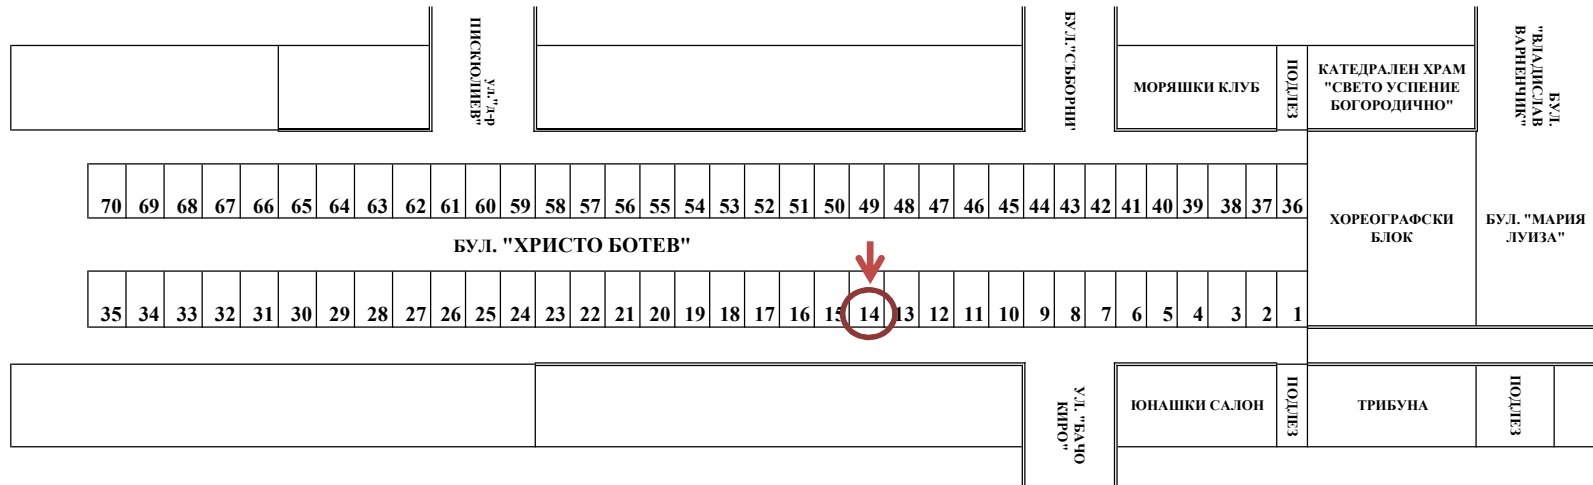 ул."д-р
ПИСКЮЛИЕВ"
БУЛ."СЪБОРНИ"
МОРЯШКИ КЛУБ
ПОДЛЕЗ
КАТЕДРАЛЕН ХРАМ
"СВЕТО УСПЕНИЕ
БОГОРОДИЧНО"
БУЛ.
"ВЛАДИСЛАВ
ВАРНЕНЧИК"
70 69 68 67 66 65 64 63 62 61 60 59 58 57 56 55 54 53 52 51 50 49 48 47 46 45 44 43 42 41 40 39 38 37 36
ХОРЕОГРАФСКИ
БЛОК
БУЛ. "МАРИЯ
ЛУИЗА"
БУЛ. "ХРИСТО БОТЕВ"
35 34 33 32 31 30 29 28 27 26 25 24 23 22 21 20 19 18 17 16 15 14 13 12 11 10 9 8 7 6 5 4 3 2 1
УЛ. "БАЧО
КИРО"
ЮНАШКИ САЛОН
ПОДЛЕЗ
ТРИБУНА
ПОДЛЕЗ